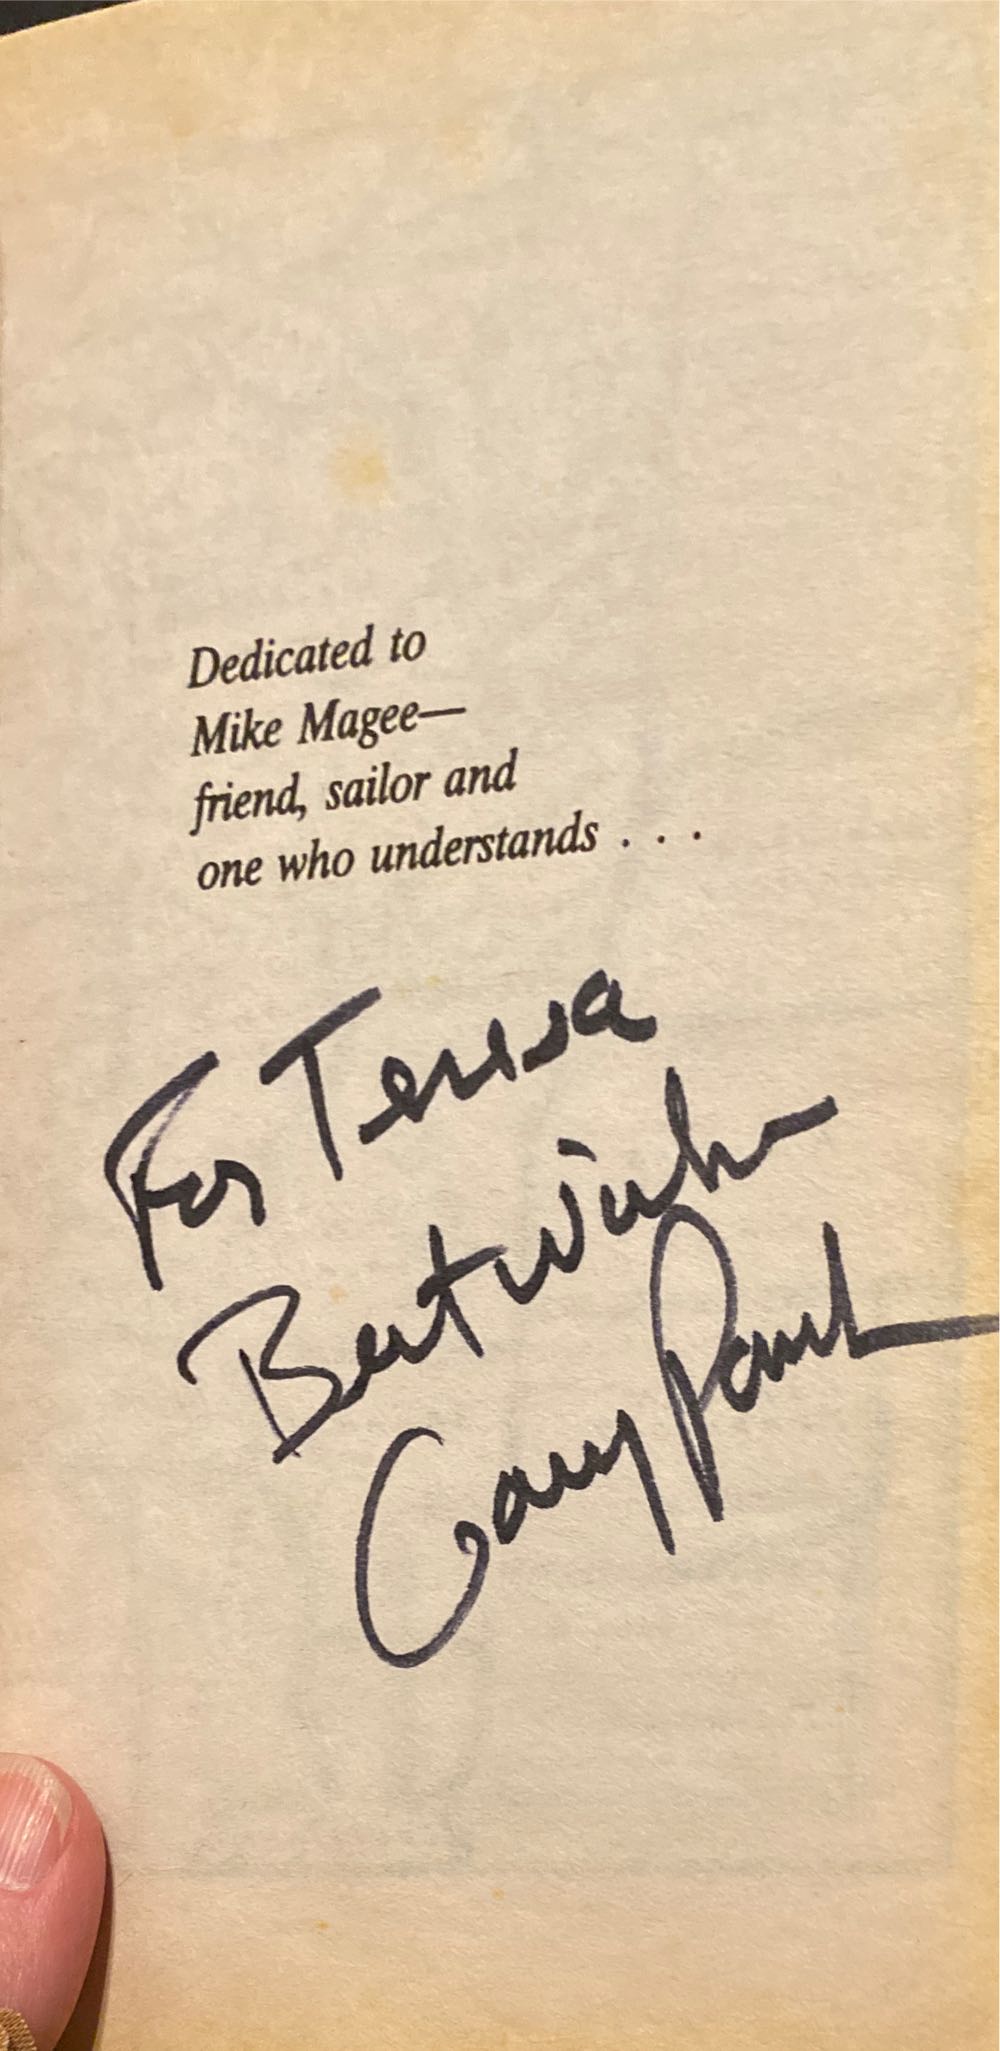 Dedicated to
Mike Magee—
friend, sailor and
one who understands . . .
For Teresa
Best wishes
Gary Paulsen